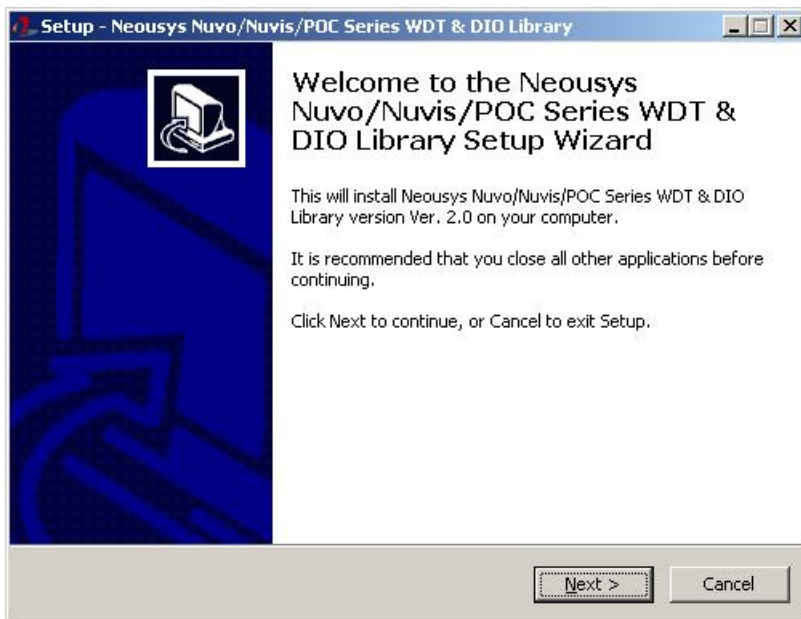 Setup - Neousys Nuvo/Nuvis/POC Series WDT & DIO Library
Welcome to the Neousys
Nuvo/Nuvis/POC Series WDT &
DIO Library Setup Wizard
This will install Neousys Nuvo/Nuvis/POC Series WDT & DIO
Library version Ver. 2.0 on your computer.
It is recommended that you close all other applications before
continuing.
Click Next to continue, or Cancel to exit Setup.
Next >
Cancel